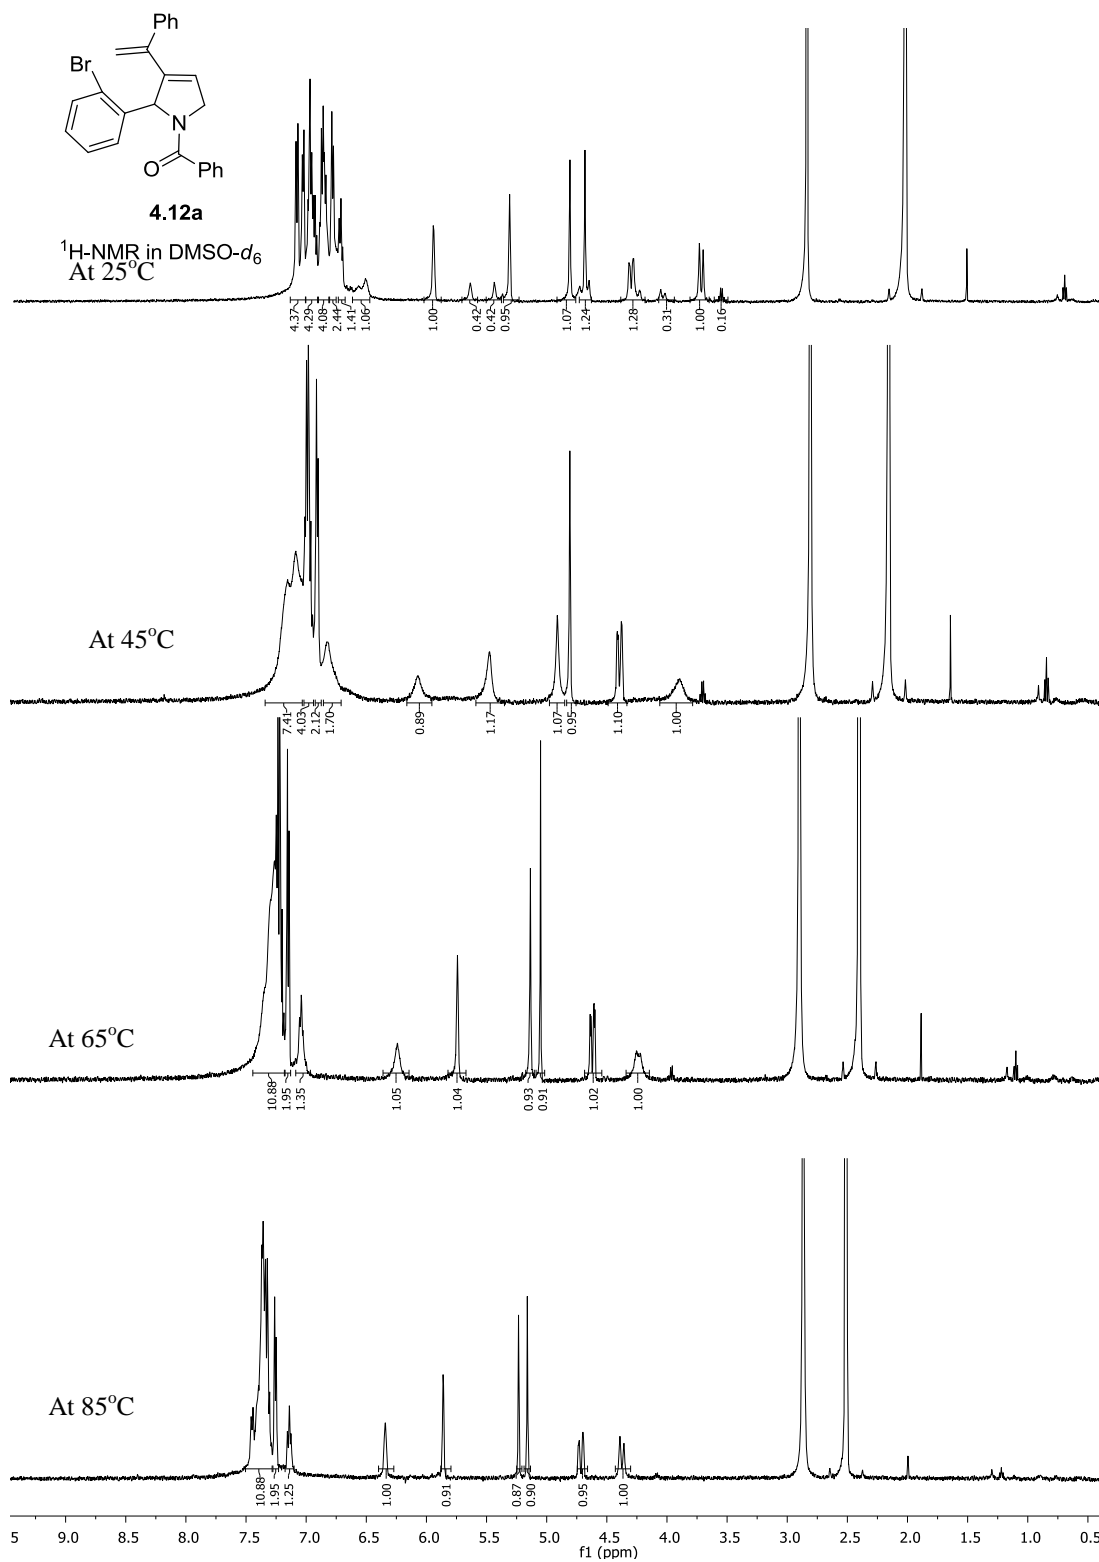 Ph
Br
N
O
Ph
4.12a
¹H-NMR in DMSO-d₆
At 25°C
4.37 4.29 4.08 2.44 1.41 1.06 1.00 0.42 0.42 0.95 1.07 1.24 1.28 0.31 1.00 0.16
At 45°C
7.41 4.03 2.12 1.70 0.89 1.17 1.07 0.95 1.10 1.00
At 65°C
10.88 1.95 1.35 1.05 1.04 0.93 0.91 1.02 1.00
At 85°C
10.88 1.95 1.25 1.00 0.91 0.87 0.90 0.95 1.00
5 9.0 8.5 8.0 7.5 7.0 6.5 6.0 5.5 5.0 4.5 4.0 3.5 3.0 2.5 2.0 1.5 1.0 0.5
f1 (ppm)